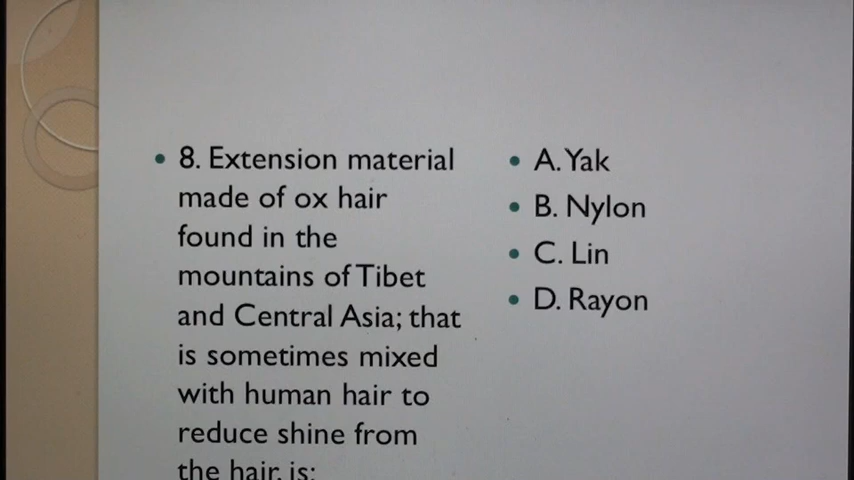 8. Extension material
made of ox hair
found in the
mountains of Tibet
and Central Asia; that
is sometimes mixed
with human hair to
reduce shine from
the hair, is:
A. Yak
B. Nylon
C. Lin
D. Rayon